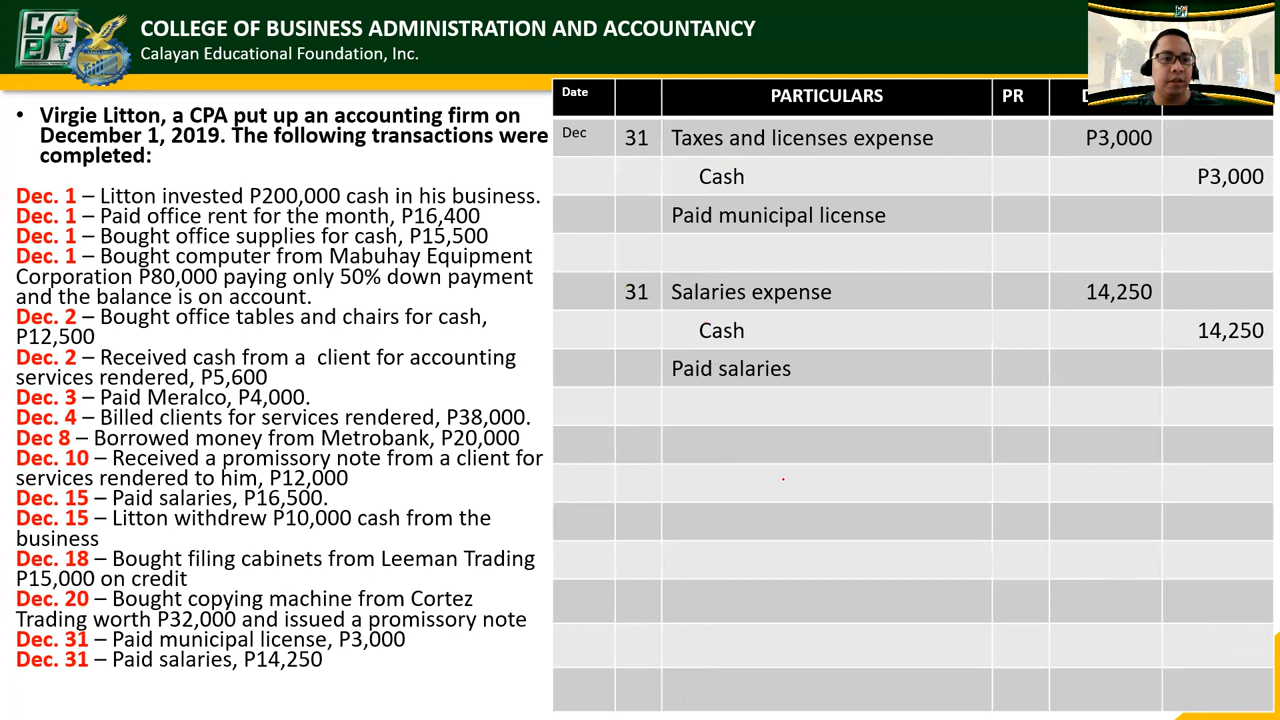 COLLEGE OF BUSINESS ADMINISTRATION AND ACCOUNTANCY
Calayan Educational Foundation, Inc.
• Virgie Litton, a CPA put up an accounting firm on
December 1, 2019. The following transactions were
completed:
Dec. 1 – Litton invested P200,000 cash in his business.
Dec. 1 – Paid office rent for the month, P16,400
Dec. 1 – Bought office supplies for cash, P15,500
Dec. 1 – Bought computer from Mabuhay Equipment
Corporation P80,000 paying only 50% down payment
and the balance is on account.
Dec. 2 – Bought office tables and chairs for cash,
P12,500
Dec. 2 – Received cash from a  client for accounting
services rendered, P5,600
Dec. 3 – Paid Meralco, P4,000.
Dec. 4 – Billed clients for services rendered, P38,000.
Dec 8 – Borrowed money from Metrobank, P20,000
Dec. 10 – Received a promissory note from a client for
services rendered to him, P12,000
Dec. 15 – Paid salaries, P16,500.
Dec. 15 – Litton withdrew P10,000 cash from the
business
Dec. 18 – Bought filing cabinets from Leeman Trading
P15,000 on credit
Dec. 20 – Bought copying machine from Cortez
Trading worth P32,000 and issued a promissory note
Dec. 31 – Paid municipal license, P3,000
Dec. 31 – Paid salaries, P14,250
Date PARTICULARS PR
Dec 31 Taxes and licenses expense P3,000
Cash P3,000
Paid municipal license
31 Salaries expense 14,250
Cash 14,250
Paid salaries